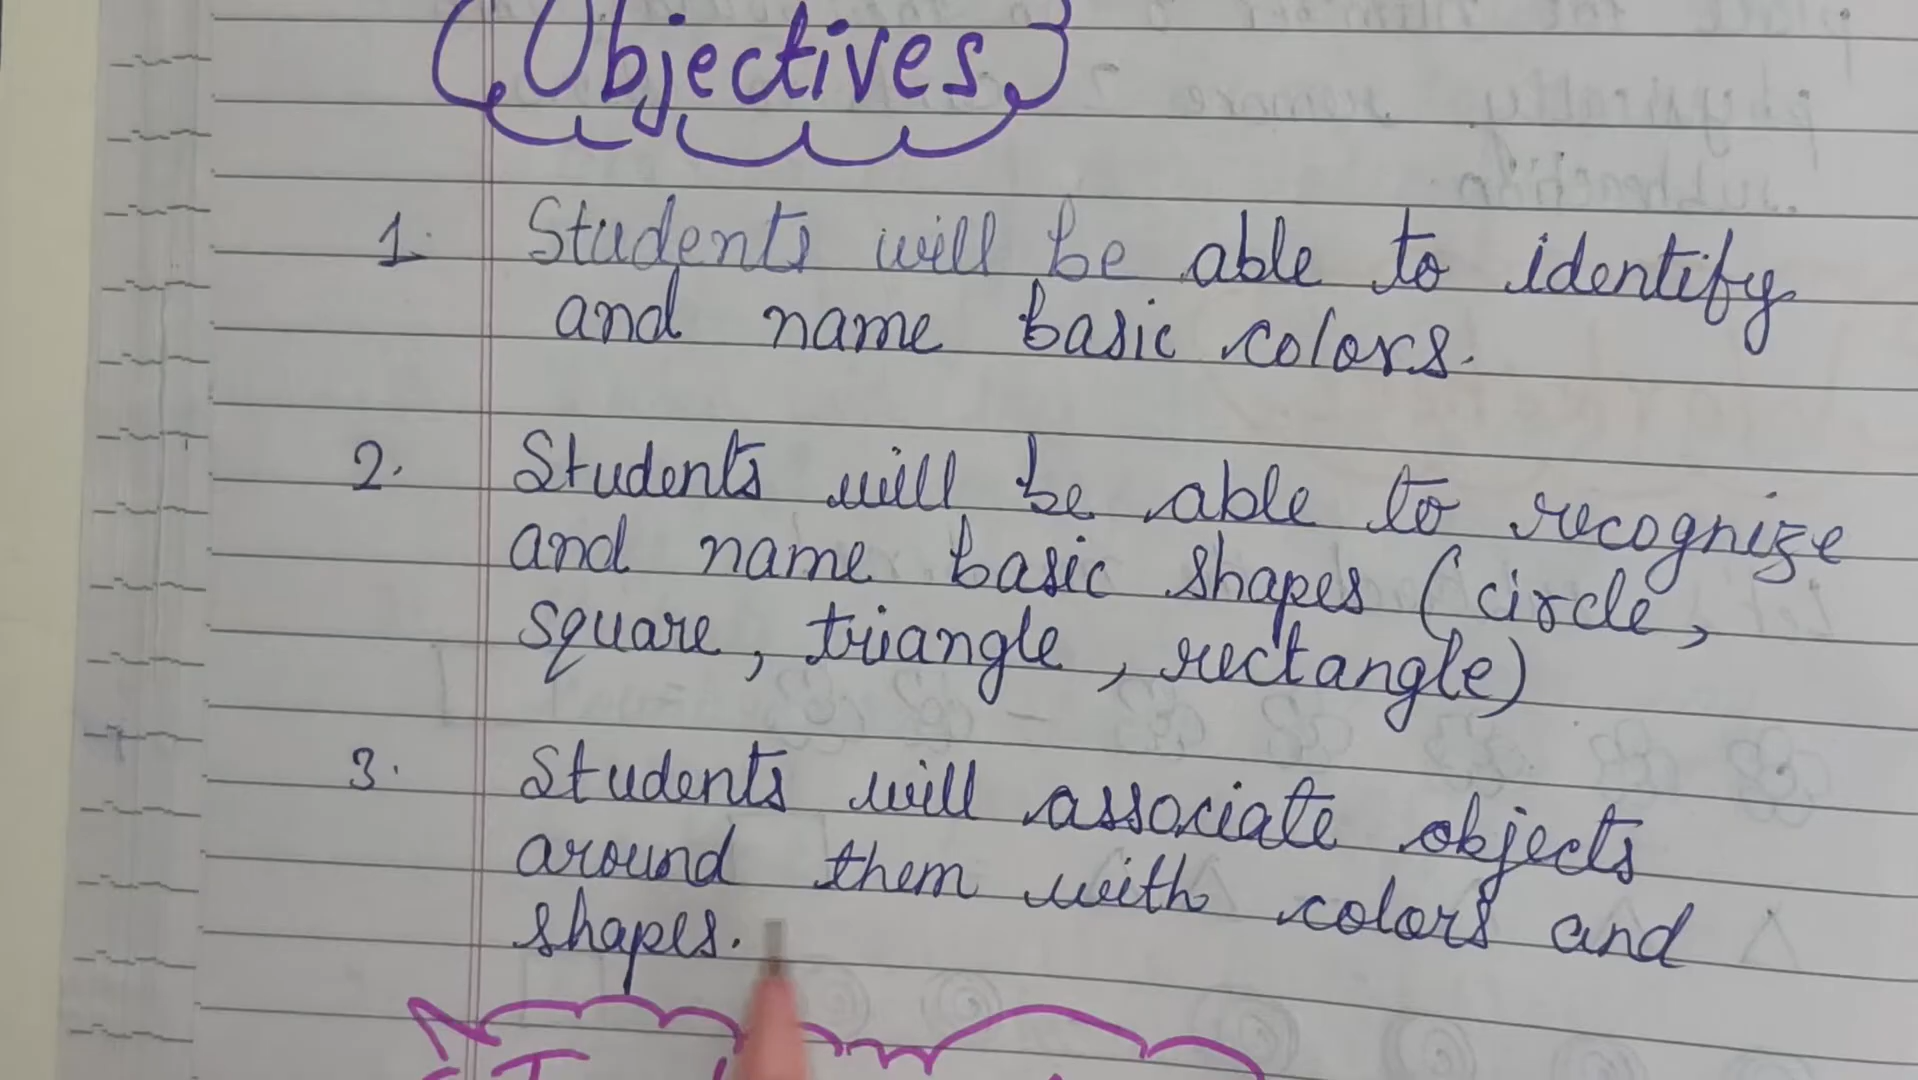 Objectives
1. Students will be able to identify
and name basic colors.
2. Students will be able to recognize
and name basic shapes (circle,
square, triangle, rectangle)
3. Students will associate objects
around them with colors and
shapes.